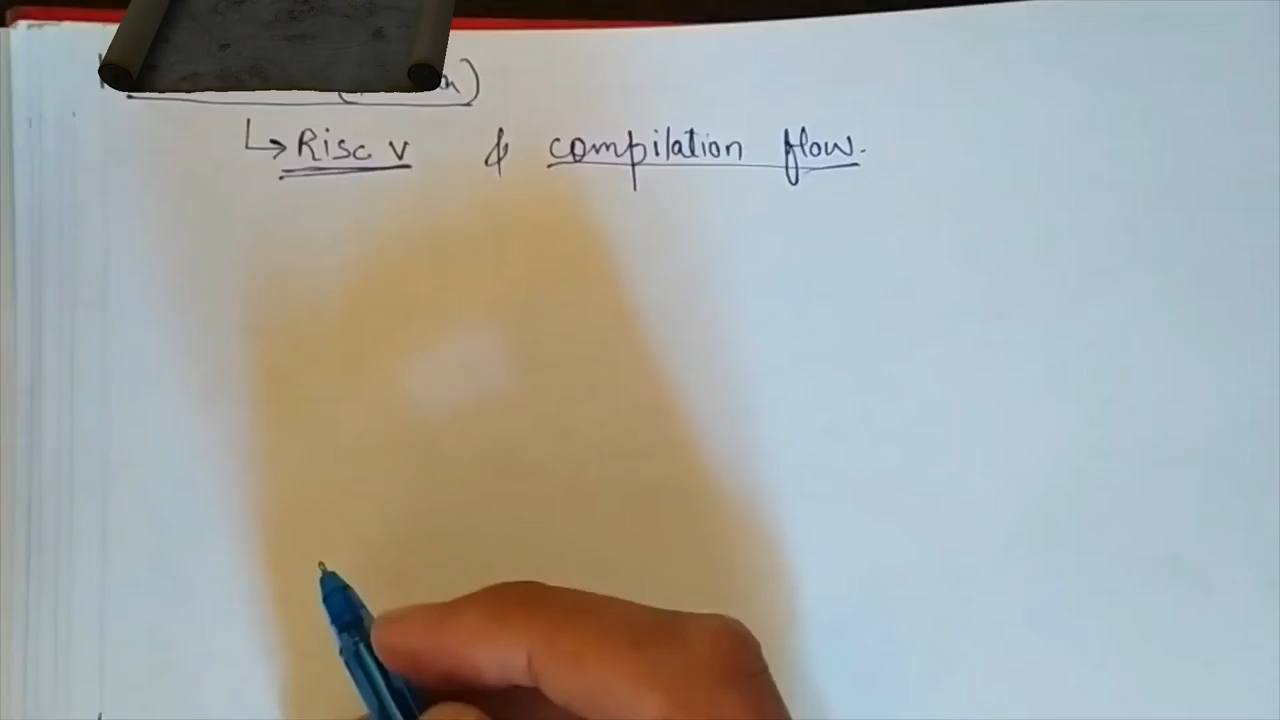 ↳ Risc v & compilation flow.